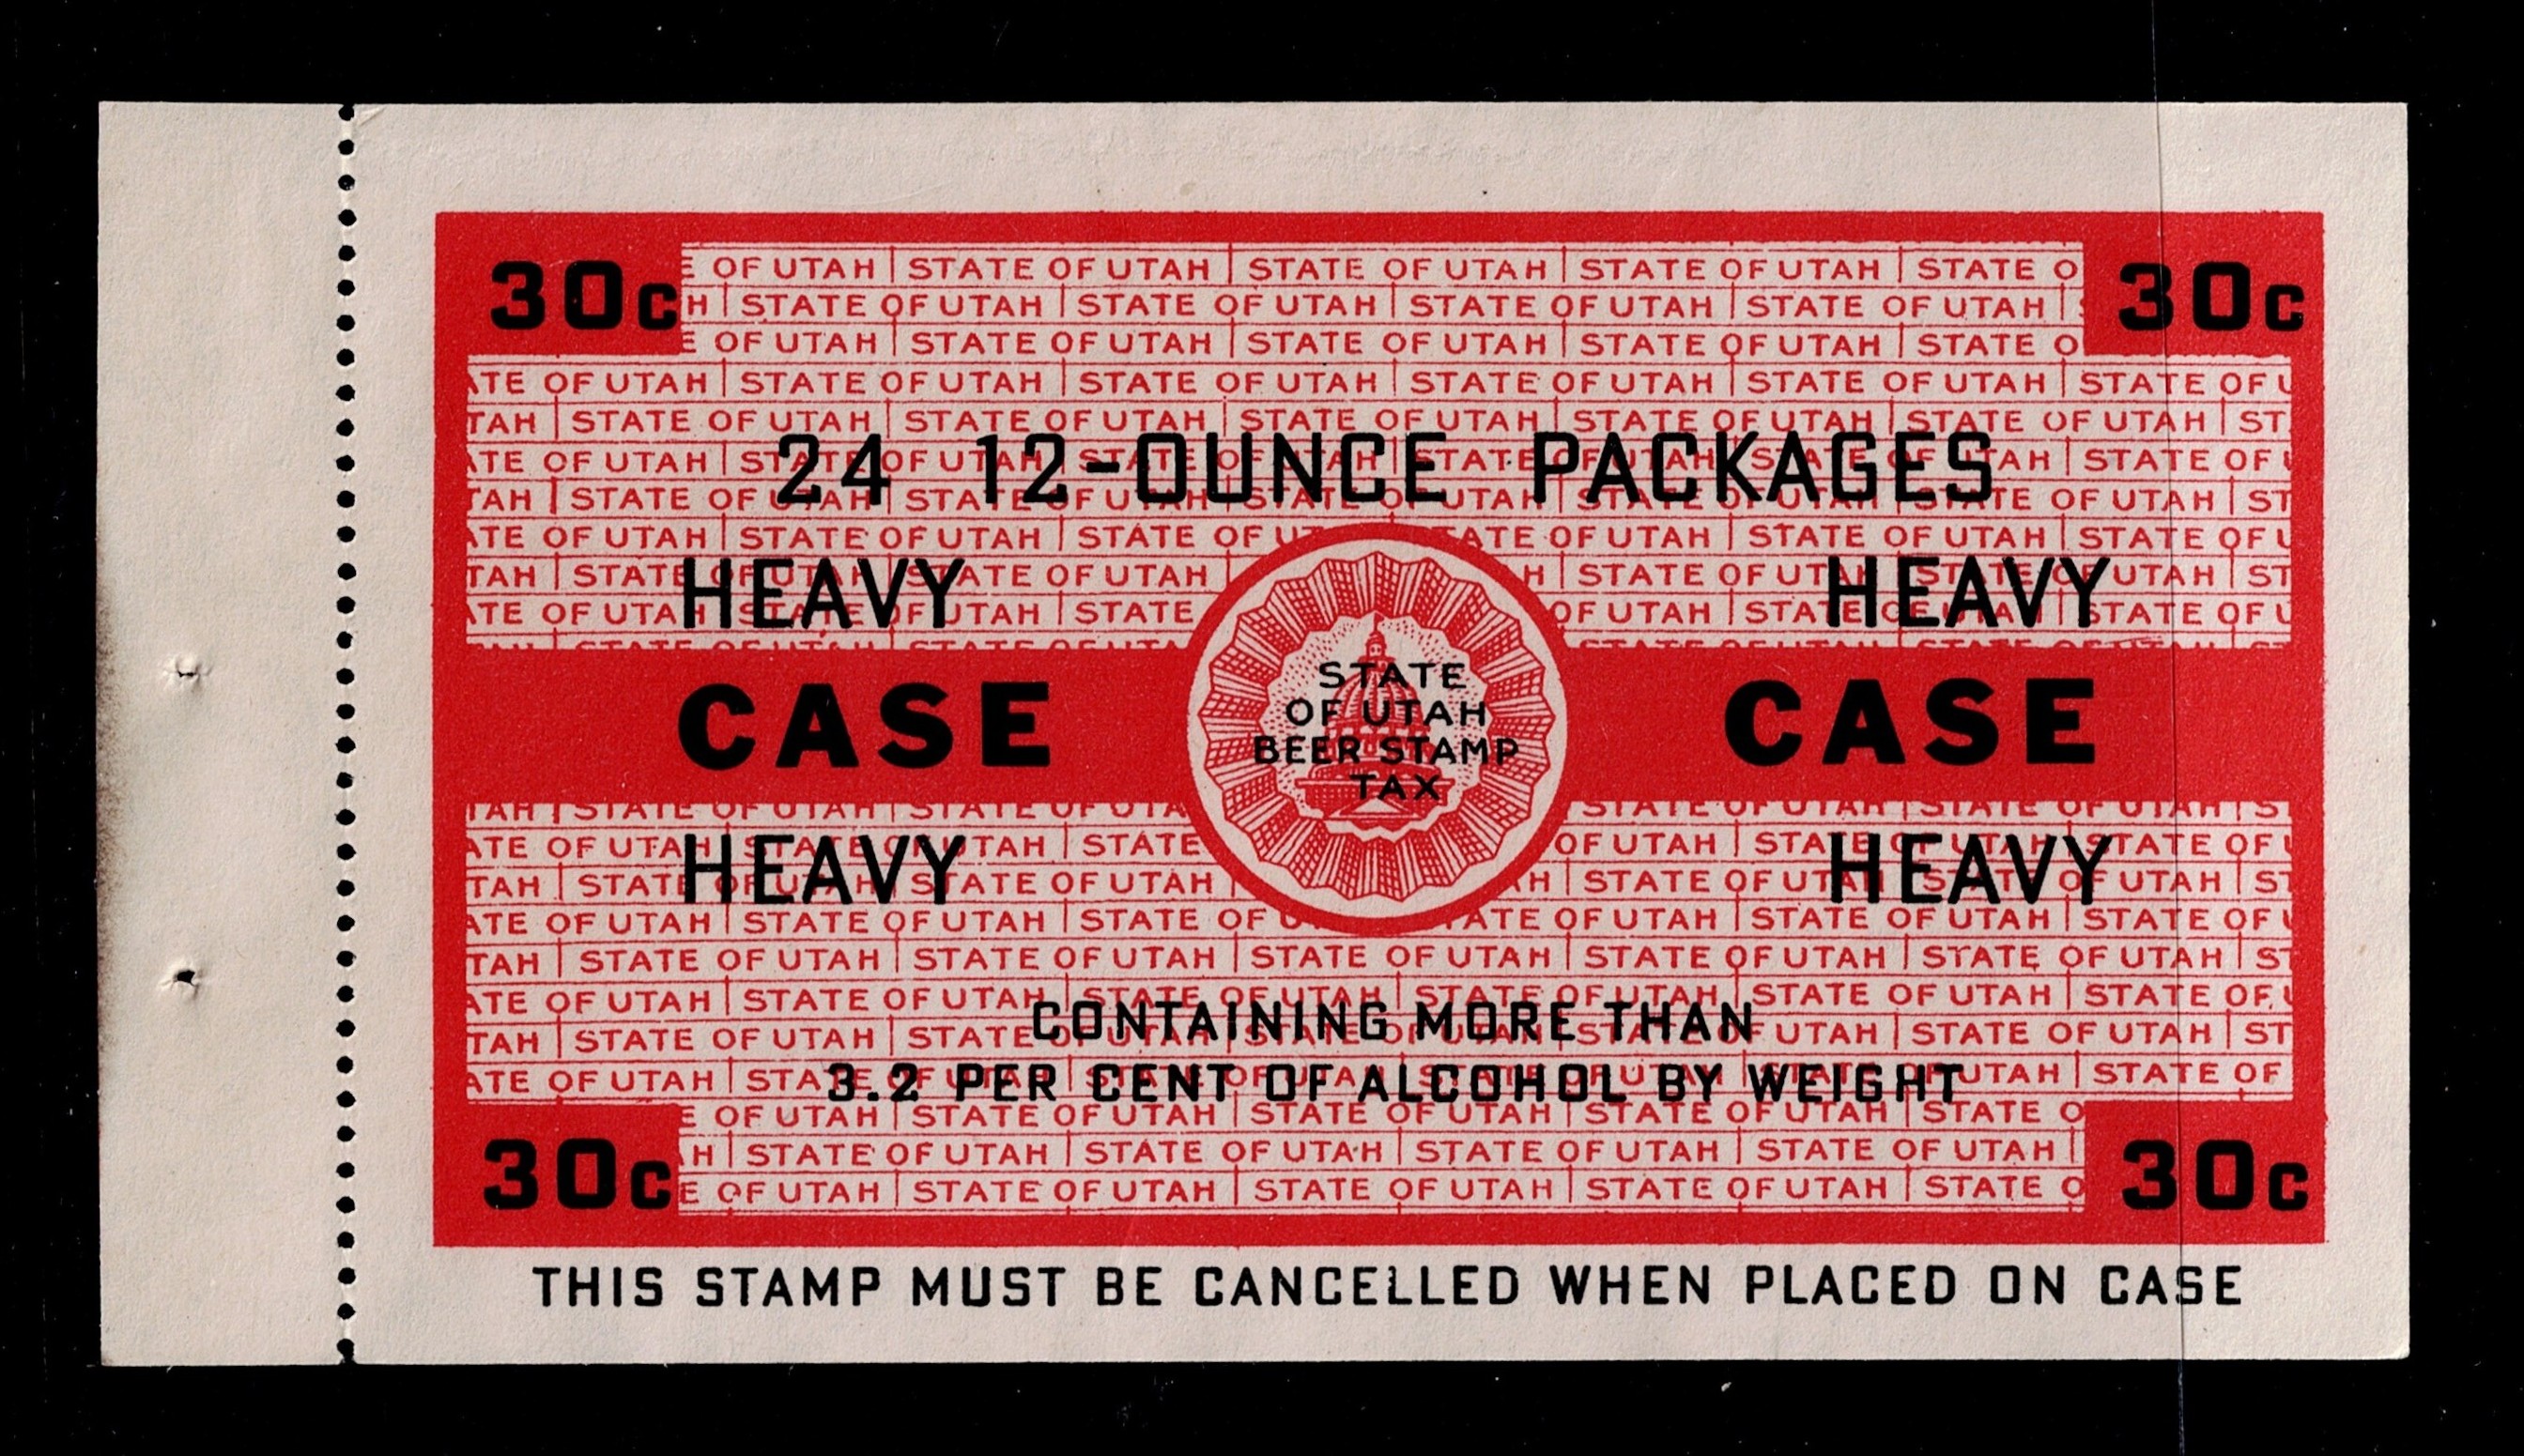 30c 30c
24 12-OUNCE PACKAGES
HEAVY HEAVY
CASE CASE
STATE
OF UTAH
BEER STAMP
TAX
HEAVY HEAVY
CONTAINING MORE THAN
3.2 PER CENT OF ALCOHOL BY WEIGHT
30c 30c
THIS STAMP MUST BE CANCELLED WHEN PLACED ON CASE